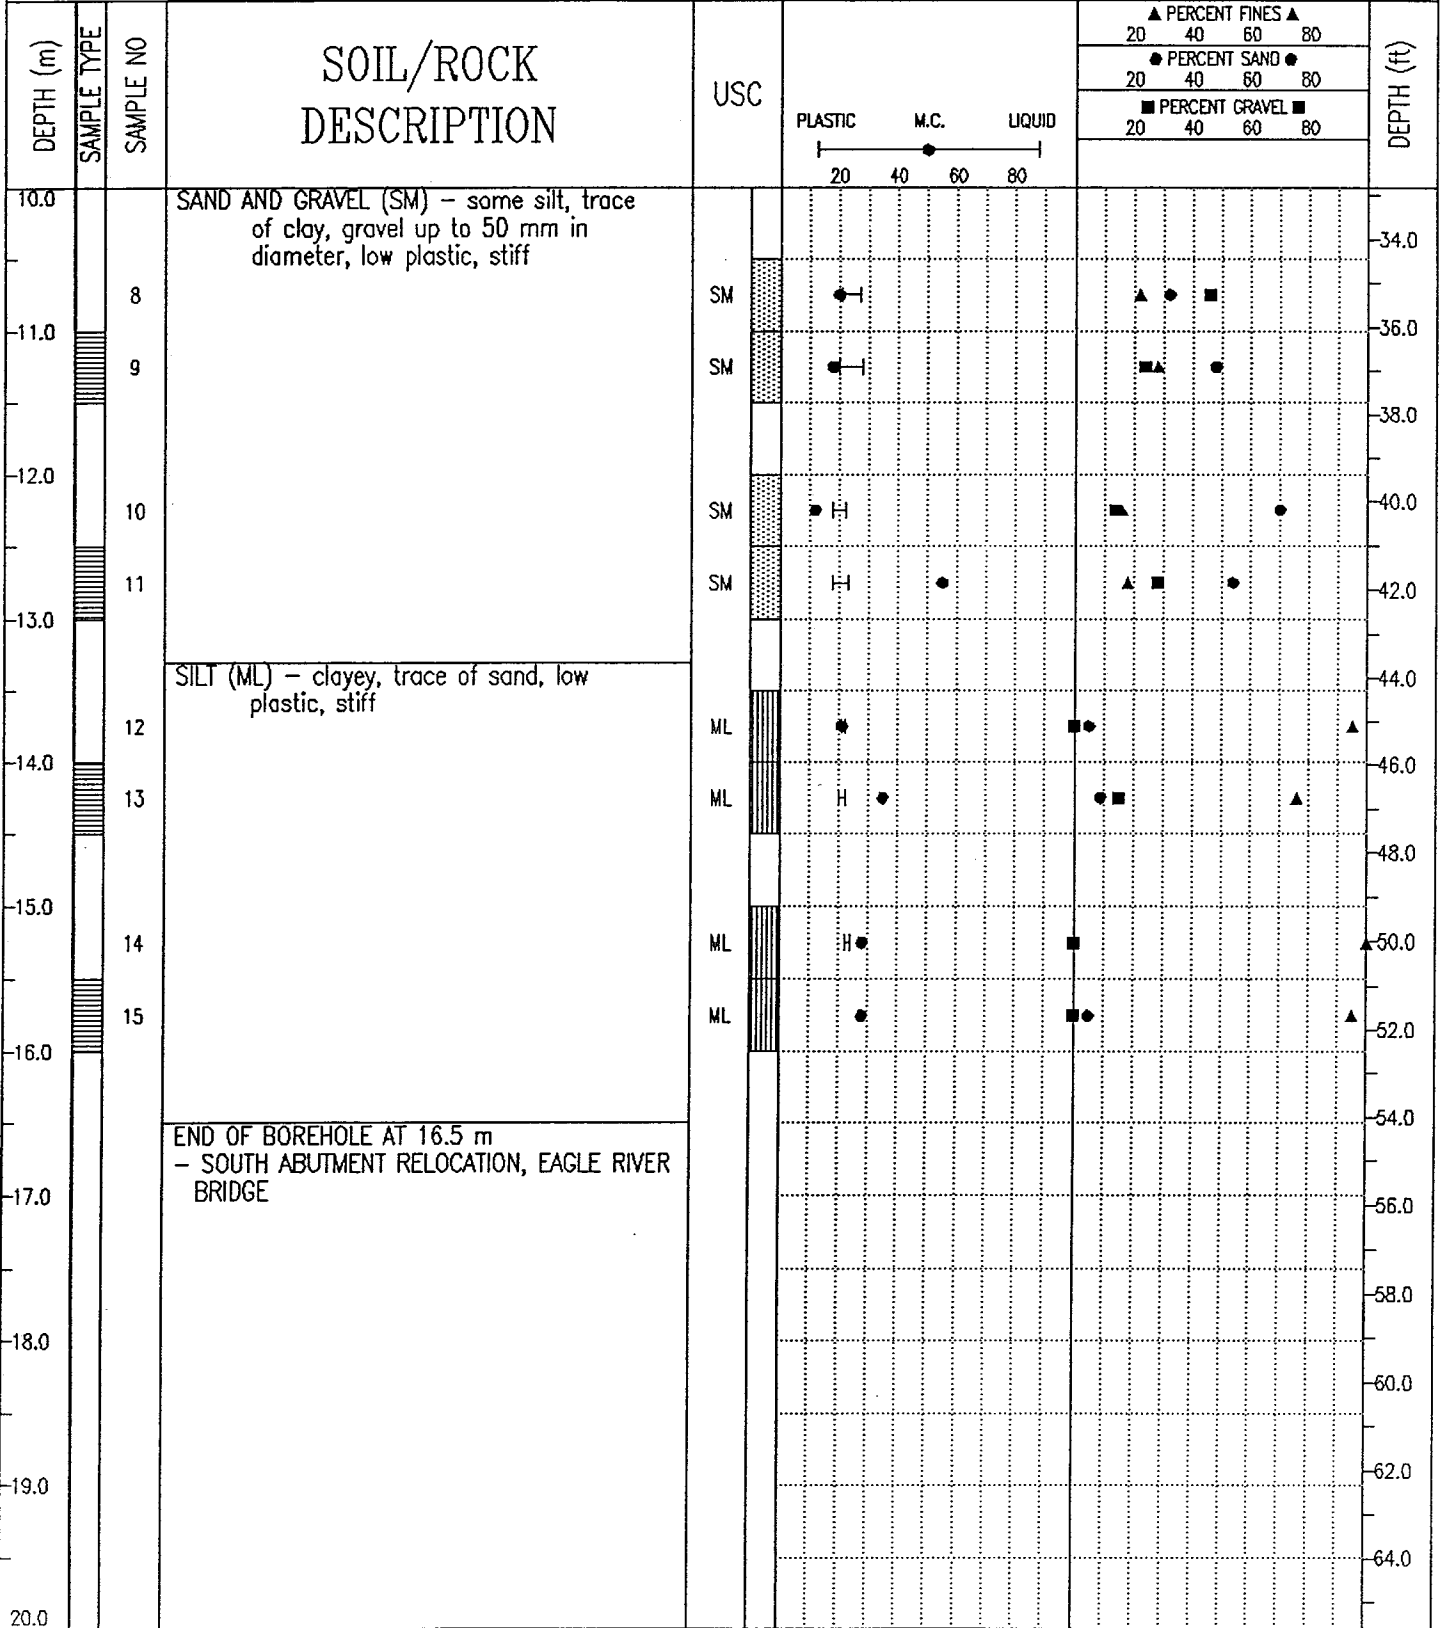 DEPTH (m)
SAMPLE TYPE
SAMPLE NO
SOIL/ROCK
DESCRIPTION
USC
PLASTIC M.C. LIQUID
20 40 60 80
▲ PERCENT FINES ▲
20 40 60 80
● PERCENT SAND ●
20 40 60 80
■ PERCENT GRAVEL ■
20 40 60 80
DEPTH (ft)
10.0
SAND AND GRAVEL (SM) – some silt, trace
of clay, gravel up to 50 mm in
diameter, low plastic, stiff
34.0
8 SM
11.0
36.0
9 SM
38.0
12.0
40.0
10 SM
11 SM
42.0
13.0
SILT (ML) – clayey, trace of sand, low
plastic, stiff
44.0
12 ML
14.0
46.0
13 ML
48.0
15.0
14 ML
50.0
15 ML
52.0
16.0
54.0
END OF BOREHOLE AT 16.5 m
– SOUTH ABUTMENT RELOCATION, EAGLE RIVER
BRIDGE
17.0
56.0
58.0
18.0
60.0
62.0
19.0
64.0
20.0